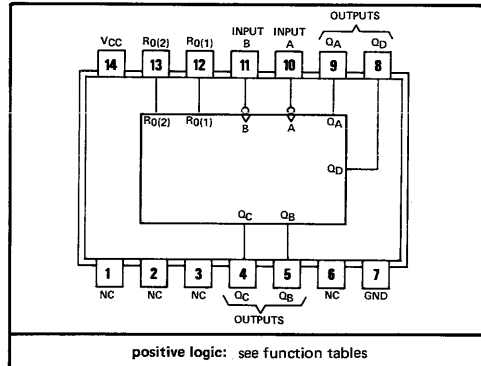 OUTPUTS
VCC R0(2) R0(1) INPUT B INPUT A QA QD
14 13 12 11 10 9 8
R0(2) R0(1) B A QA
QD
QC QB
1 2 3 4 5 6 7
NC NC NC QC QB NC GND
OUTPUTS
positive logic: see function tables